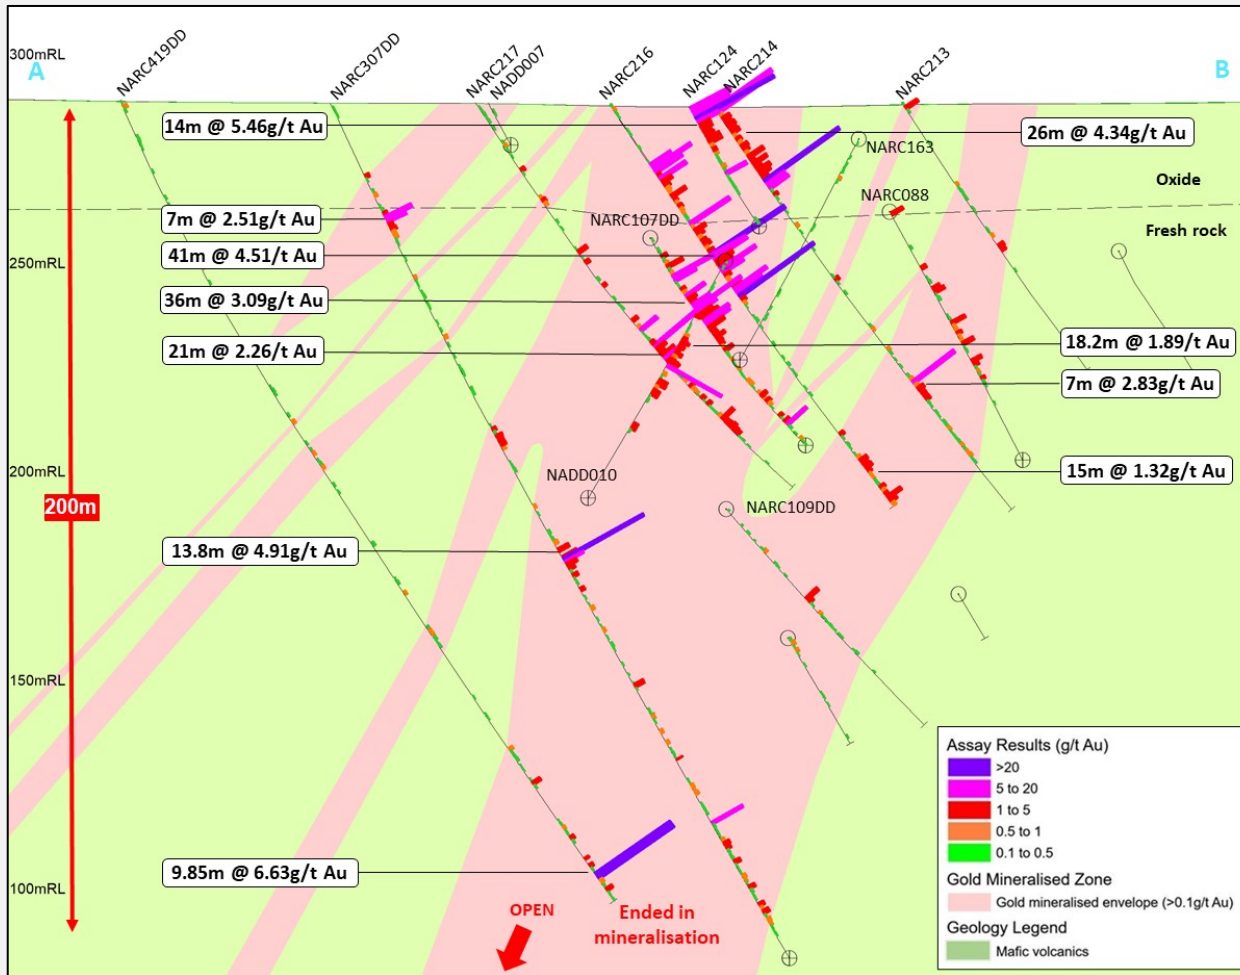 NARC419DD
NARC307DD
NARC217
NADD007
NARC216
NARC124
NARC214
NARC213
300mRL
A
B
14m @ 5.46g/t Au
26m @ 4.34g/t Au
NARC163
Oxide
NARC088
7m @ 2.51g/t Au
NARC107DD
Fresh rock
41m @ 4.51g/t Au
250mRL
36m @ 3.09g/t Au
21m @ 2.26g/t Au
18.2m @ 1.89/t Au
7m @ 2.83g/t Au
200mRL
NADD010
15m @ 1.32g/t Au
200m
NARC109DD
13.8m @ 4.91g/t Au
150mRL
9.85m @ 6.63g/t Au
100mRL
OPEN
Ended in
mineralisation
Assay Results (g/t Au)
>20
5 to 20
1 to 5
0.5 to 1
0.1 to 0.5
Gold Mineralised Zone
Gold mineralised envelope (>0.1g/t Au)
Geology Legend
Mafic volcanics